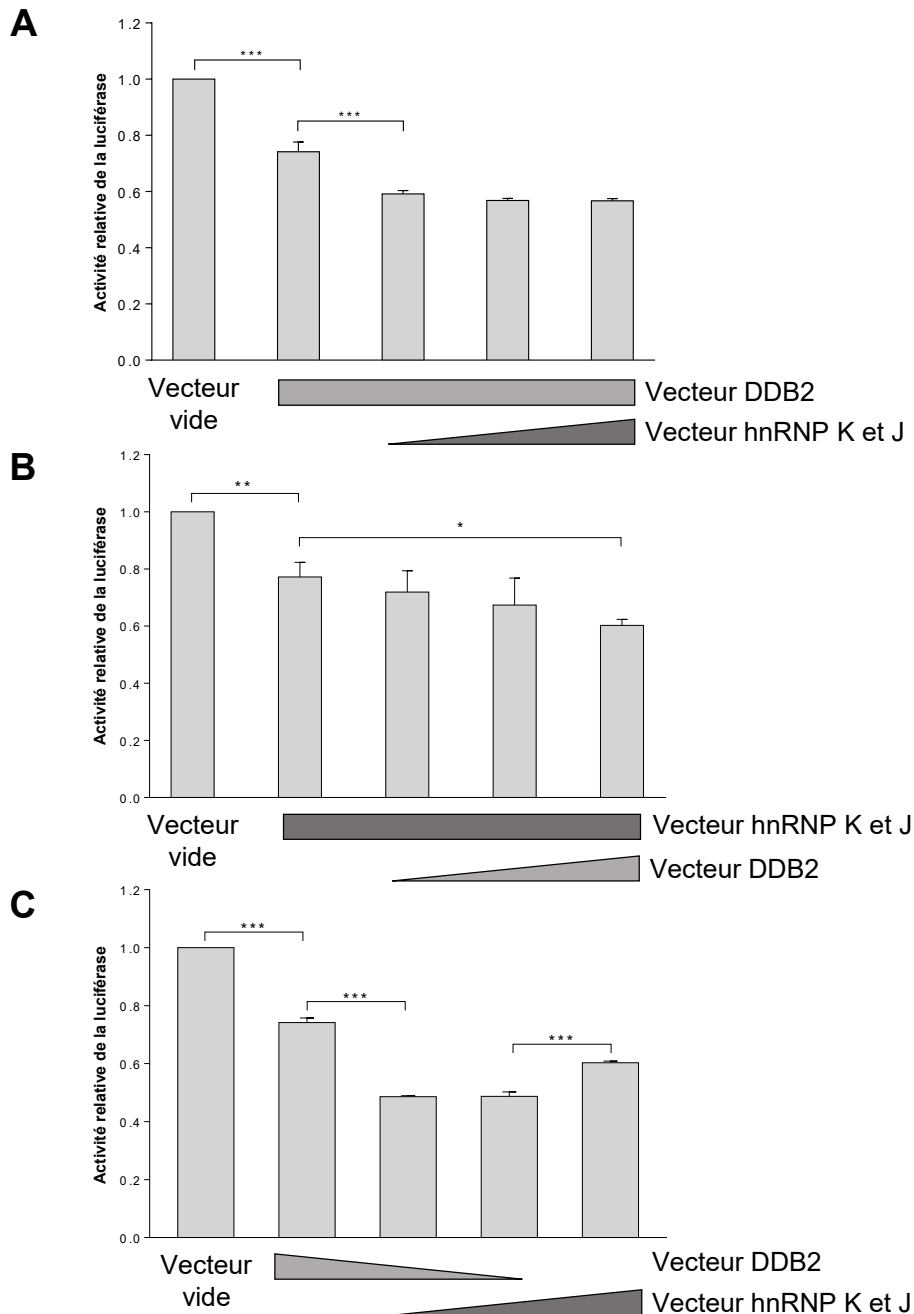 A
Activité relative de la luciférase
1.2
1.0
0.8
0.6
0.4
0.2
0.0
***
***
Vecteur
vide
Vecteur DDB2
Vecteur hnRNP K et J
B
Activité relative de la luciférase
1.2
1.0
0.8
0.6
0.4
0.2
0.0
**
*
Vecteur
vide
Vecteur hnRNP K et J
Vecteur DDB2
C
Activité relative de la luciférase
1.2
1.0
0.8
0.6
0.4
0.2
0.0
***
***
***
Vecteur
vide
Vecteur DDB2
Vecteur hnRNP K et J